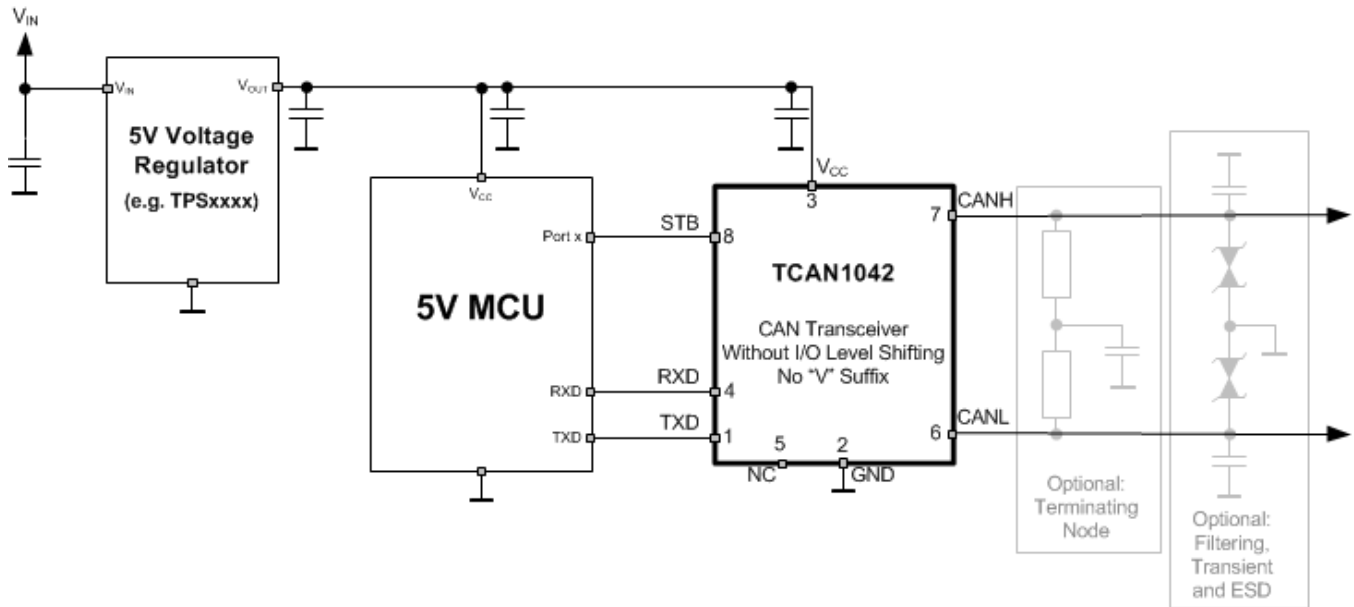 VIN
VIN
VOUT
5V Voltage
Regulator
(e.g. TPSxxxx)
VCC
Port x
5V MCU
RXD
TXD
STB
RXD
TXD
VCC
3
8
7
TCAN1042
CAN Transceiver
Without I/O Level Shifting
No "V" Suffix
4
1
5
2
6
NC
GND
CANH
CANL
Optional:
Terminating
Node
Optional:
Filtering,
Transient
and ESD